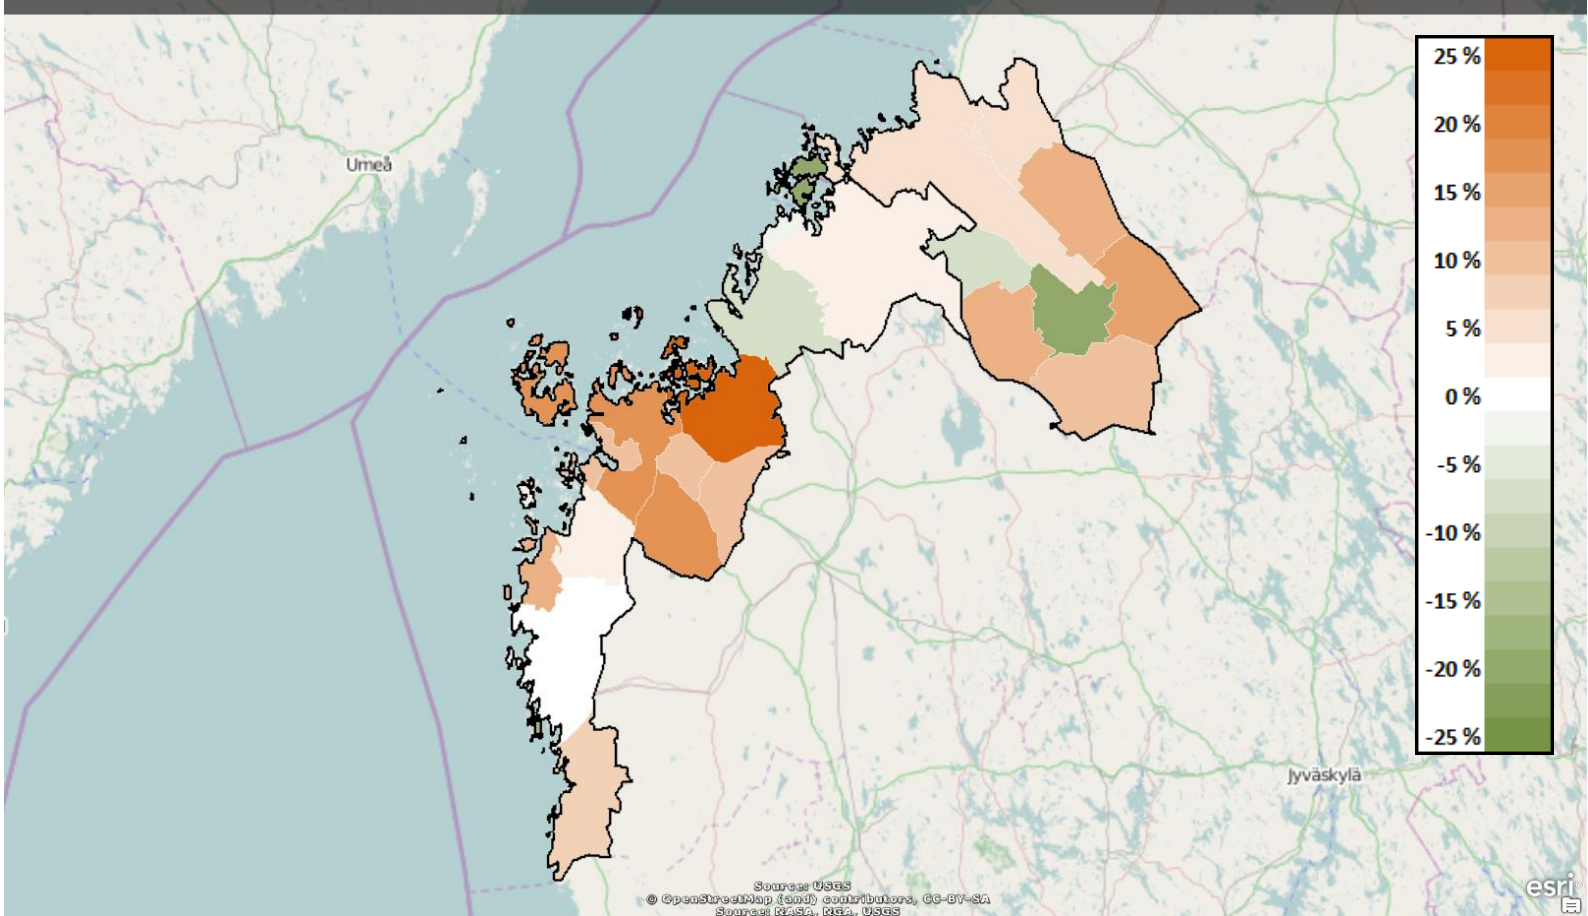 Umeå
25 %
20 %
15 %
10 %
5 %
0 %
-5 %
-10 %
-15 %
-20 %
-25 %
Jyväskylä
Source: USGS
© OpenStreetMap (and) contributors, CC-BY-SA
Source: NASA, NGA, USGS
esri